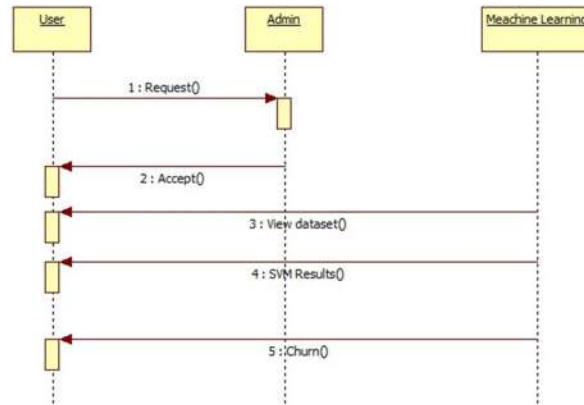 User
Admin
Meachine Learning
1 : Request()
2 : Accept()
3 : View dataset()
4 : SVM Results()
5 : Churn()